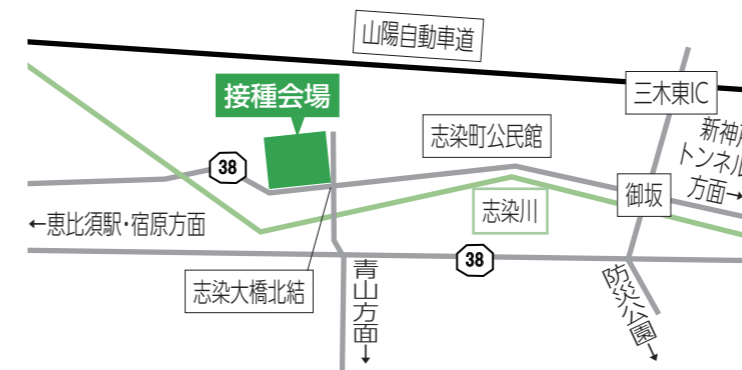 山陽自動車道
三木東IC
接種会場
志染町公民館
新神戸
トンネル
方面→
38
御坂
志染川
←恵比須駅・宿原方面
38
志染大橋北結
青山方面→
防災公園→